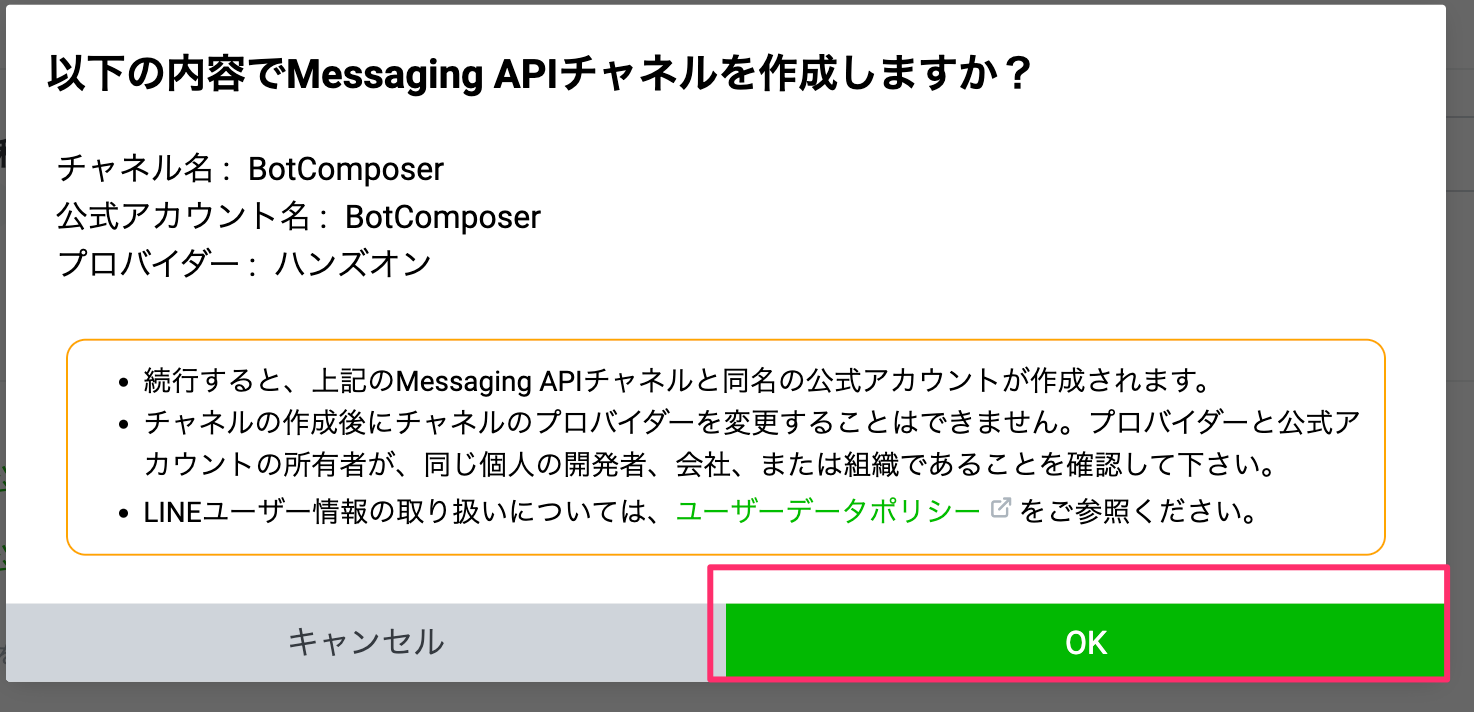 以下の内容でMessaging APIチャネルを作成しますか？
チャネル名： BotComposer
公式アカウント名： BotComposer
プロバイダー： ハンズオン
• 続行すると、上記のMessaging APIチャネルと同名の公式アカウントが作成されます。
• チャネルの作成後にチャネルのプロバイダーを変更することはできません。プロバイダーと公式ア
カウントの所有者が、同じ個人の開発者、会社、または組織であることを確認して下さい。
• LINEユーザー情報の取り扱いについては、ユーザーデータポリシー をご参照ください。
キャンセル
OK